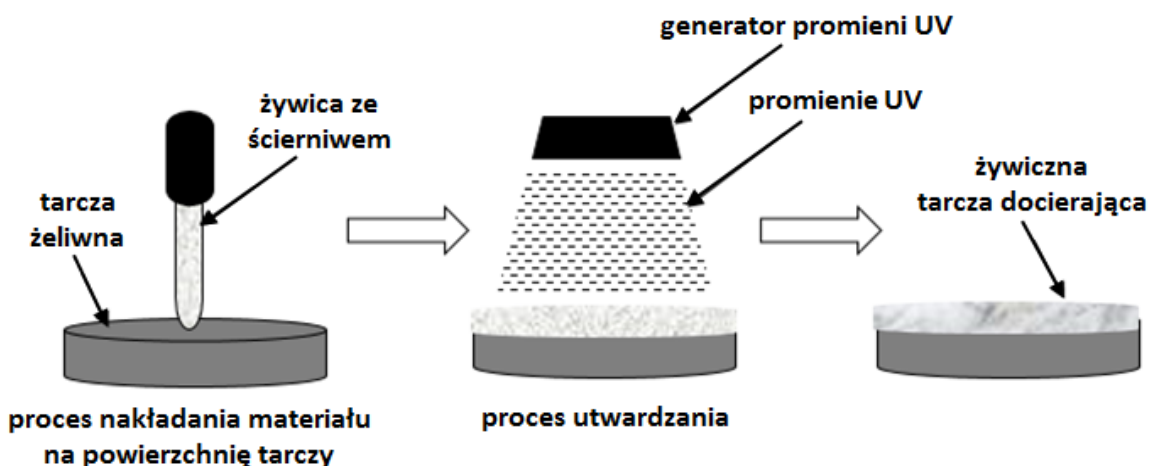 generator promieni UV
promienie UV
żywica ze
ścierniwem
tarcza
żeliwna
żywiczna
tarcza docierająca
proces nakładania materiału
na powierzchnię tarczy
proces utwardzania